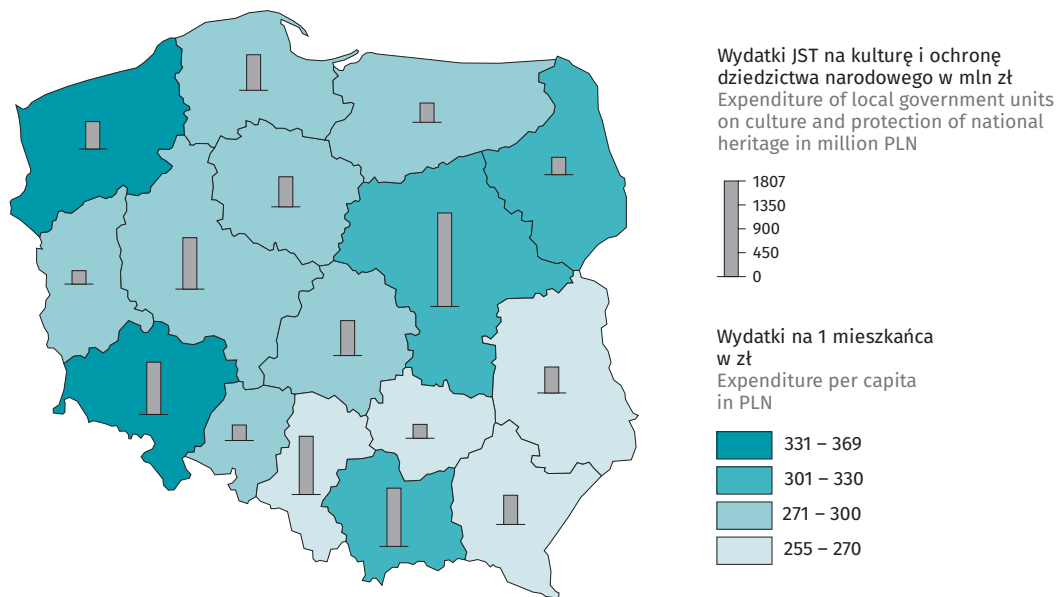 Wydatki JST na kulturę i ochronę
dziedzictwa narodowego w mln zł
Expenditure of local government units
on culture and protection of national
heritage in million PLN
1807
1350
900
450
0
Wydatki na 1 mieszkańca
w zł
Expenditure per capita
in PLN
331 – 369
301 – 330
271 – 300
255 – 270